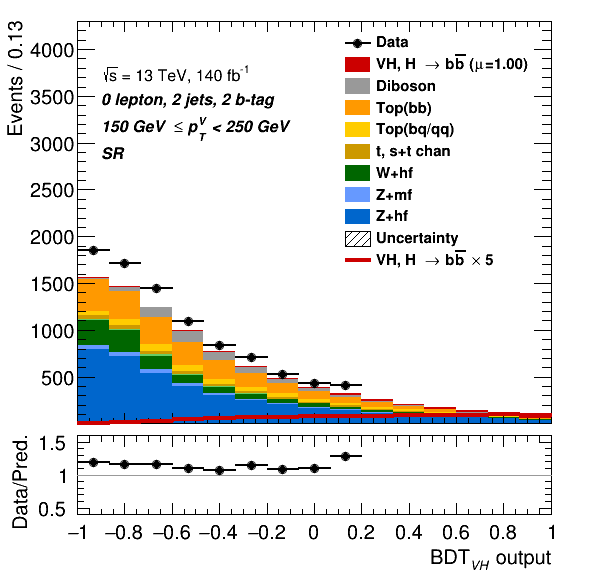 Events / 0.13
4000
3500
3000
2500
2000
1500
1000
500
√s = 13 TeV, 140 fb⁻¹
0 lepton, 2 jets, 2 b-tag
150 GeV ≤ p_T^V < 250 GeV
SR
Data
VH, H → bb̅ (μ=1.00)
Diboson
Top(bb)
Top(bq/qq)
t, s+t chan
W+hf
Z+mf
Z+hf
Uncertainty
VH, H → bb̅ × 5
Data/Pred.
1.5
1
0.5
−1 −0.8 −0.6 −0.4 −0.2 0 0.2 0.4 0.6 0.8 1
BDT_VH output